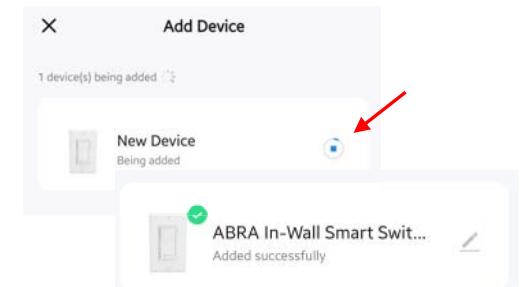 Add Device
1 device(s) being added
New Device
Being added
ABRA In-Wall Smart Swit...
Added successfully